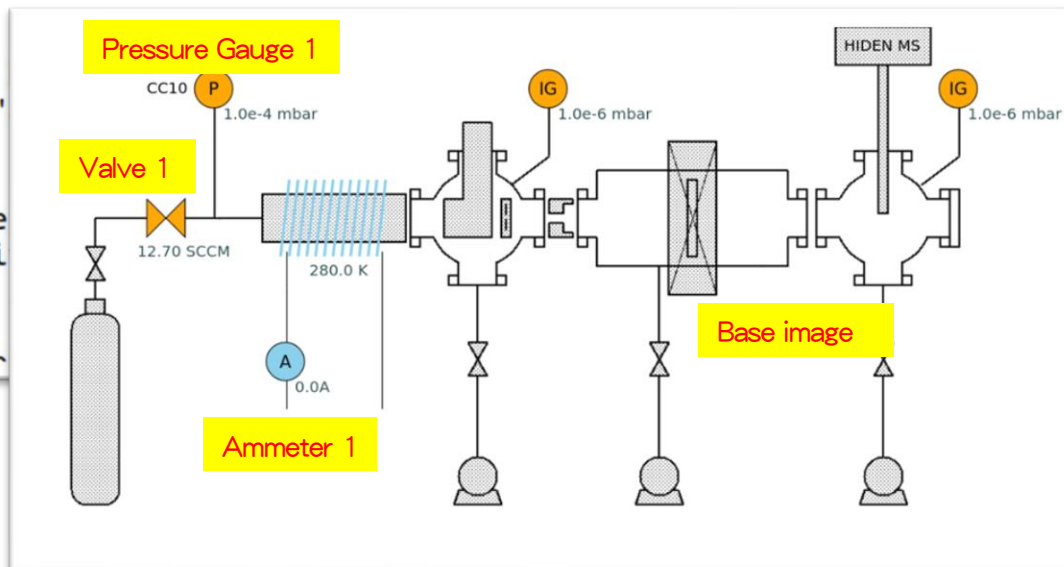 Pressure Gauge 1
HIDEN MS
CC10
P
1.0e-4 mbar
IG
1.0e-6 mbar
IG
1.0e-6 mbar
Valve 1
12.70 SCCM
280.0 K
Base image
A
0.0A
Ammeter 1